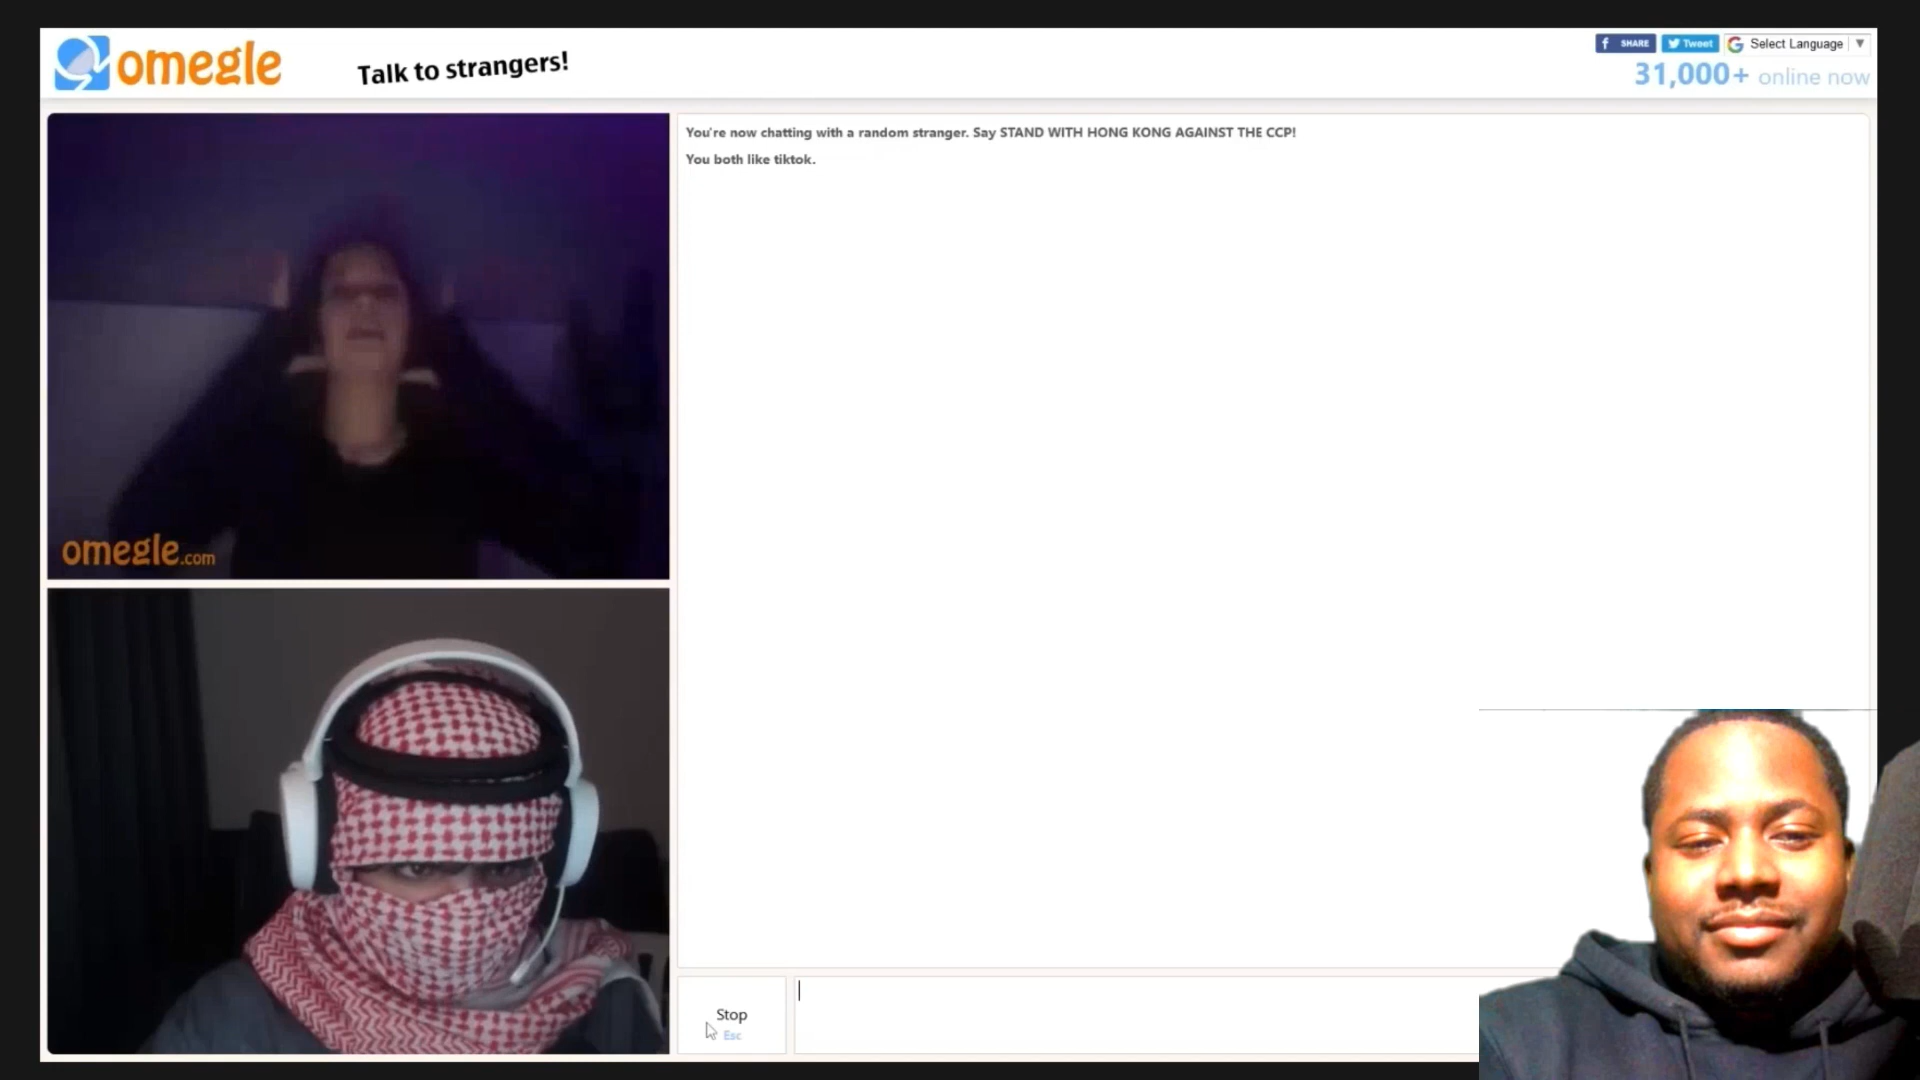 omegle
Talk to strangers!
SHARE
Tweet
Select Language
31,000+ online now
You're now chatting with a random stranger. Say STAND WITH HONG KONG AGAINST THE CCP!
You both like tiktok.
omegle.com
Stop
Esc